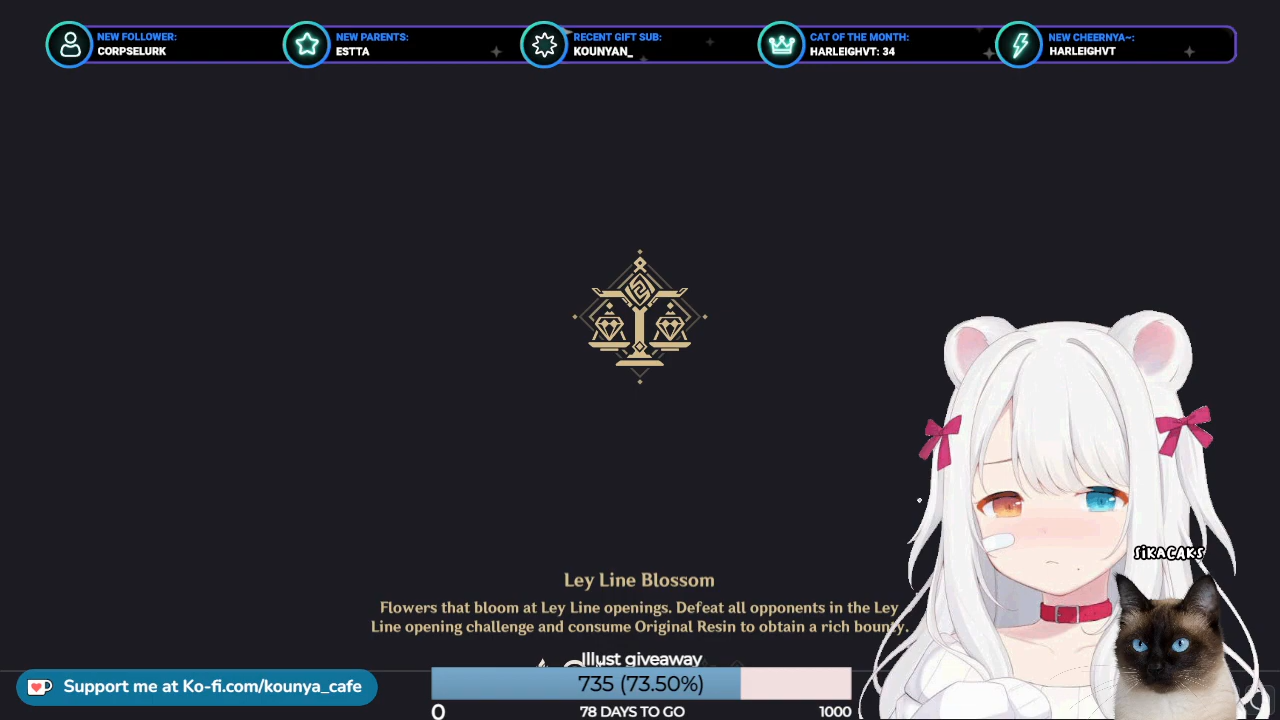 NEW FOLLOWER:
CORPSELURK
NEW PARENTS:
ESTTA
RECENT GIFT SUB:
KOUNYAN_
CAT OF THE MONTH:
HARLEIGHVT: 34
NEW CHEERNYA~:
HARLEIGHVT
SiKACAKS
Ley Line Blossom
Flowers that bloom at Ley Line openings. Defeat all opponents in the Ley
Line opening challenge and consume Original Resin to obtain a rich bounty.
Illust giveaway
735 (73.50%)
0
78 DAYS TO GO
1000
Support me at Ko-fi.com/kounya_cafe